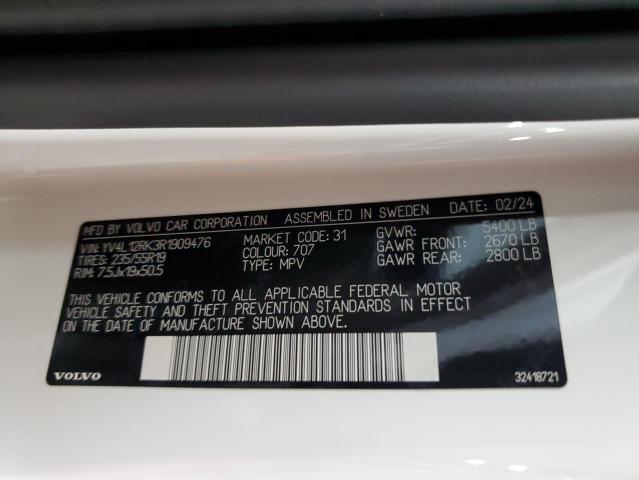 MFD BY VOLVO CAR CORPORATION ASSEMBLED IN SWEDEN DATE: 02/24
VIN: YV4L12RK3R1909476 MARKET CODE: 31 GVWR: 5400 LB
TIRES: 235/55R19 COLOUR: 707 GAWR FRONT: 2670 LB
RIM: 7.5Jx19x50.5 TYPE: MPV GAWR REAR: 2800 LB
THIS VEHICLE CONFORMS TO ALL APPLICABLE FEDERAL MOTOR
VEHICLE SAFETY AND THEFT PREVENTION STANDARDS IN EFFECT
ON THE DATE OF MANUFACTURE SHOWN ABOVE.
VOLVO 32418721